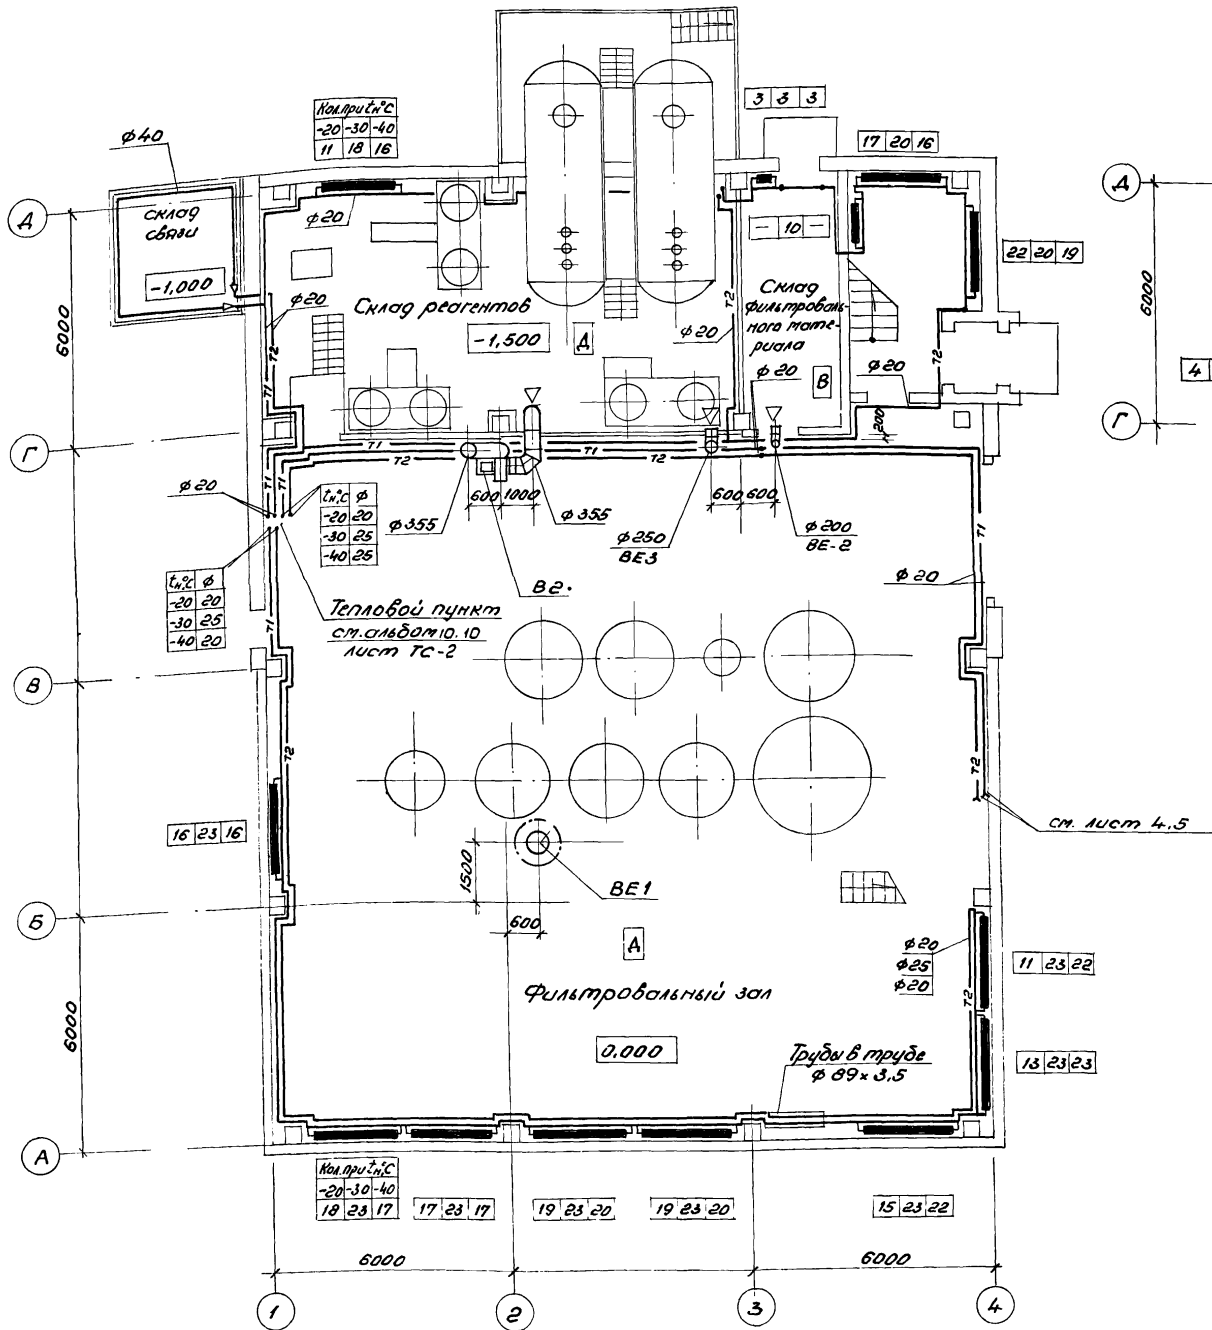 Кол.при tн°C
-20 -30 -40
11 18 16
3 3 3
17 20 16
ф40
Д
Д
склад
связи
-1,000
ф20
ф20
Склад реагентов
-1,500
Д
Т2
ф20
Склад
фильтроваль-
ного мате-
риала
В
ф20
— 10 —
22 20 19
ф20
Т2
200
4
6000
6000
Т1
Т2
Г
Г
Т1
Т2
Т1
Т2
Т1
Т1
ф20
tн°C ф
-20 20
-30 25
-40 25
600 1000
ф355
ф355
600 600
ф250
ВЕ3
ф200
ВЕ-2
Т1
ф20
В2.
tн°C ф
-20 20
-30 25
-40 20
Тепловой пункт
см.альбом 10.10
лист ТС-2
Т1
В
Т2
Т2
см. лист 4,5
16 23 16
1500
ВЕ1
600
Б
Д
ф20
ф25
ф20
Т2
11 23 22
Фильтровальный зал
0.000
Трубы в трубе
ф 89×3,5
13 23 23
6000
А
Кол.при tн°C
-20 -30 -40
18 23 17
17 23 17
19 23 20
19 23 20
15 23 22
6000
6000
1
2
3
4